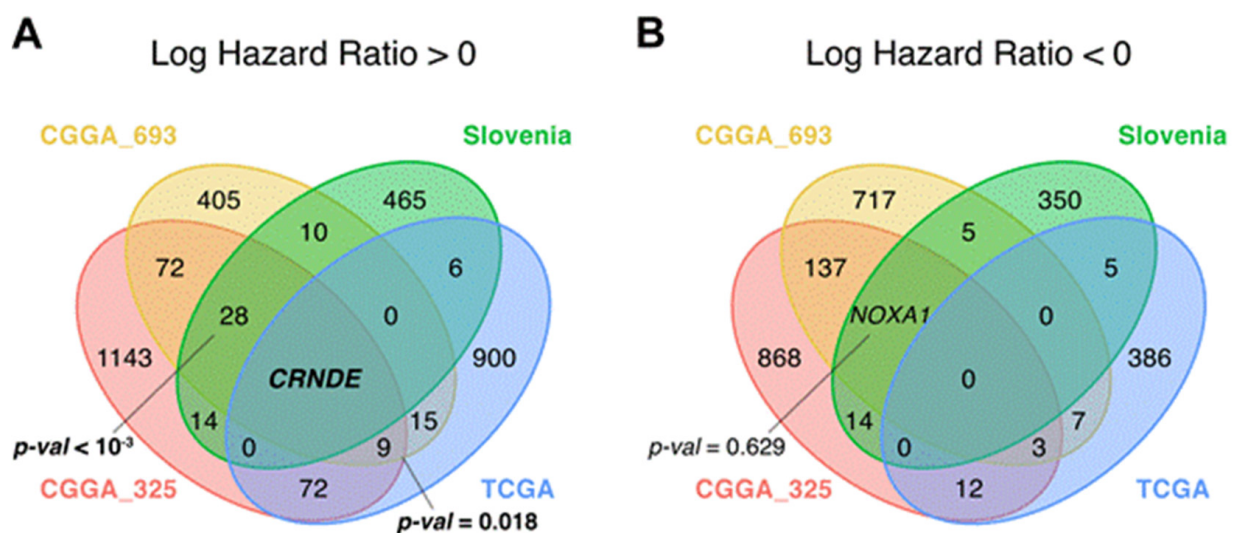 A
Log Hazard Ratio > 0
CGGA_693
Slovenia
405
465
10
72
6
28
0
1143
900
CRNDE
14
15
0
9
p-val < 10⁻³
CGGA_325
72
TCGA
p-val = 0.018
B
Log Hazard Ratio < 0
CGGA_693
Slovenia
717
350
5
137
5
NOXA1
0
868
386
0
14
7
0
3
p-val = 0.629
CGGA_325
12
TCGA